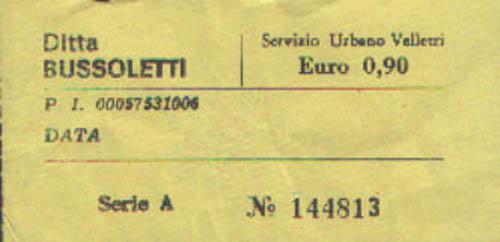 Ditta
BUSSOLETTI
Servizio Urbano Velletri
Euro 0,90
P I. 00057531006
DATA
Serie A
№ 144813